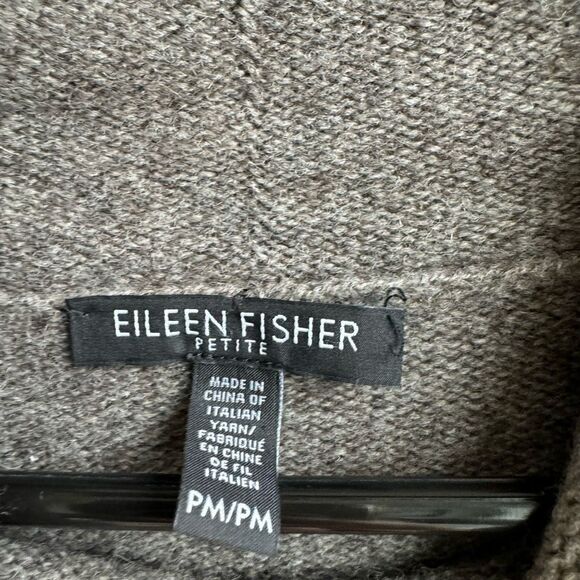 EILEEN FISHER
PETITE
MADE IN
CHINA OF
ITALIAN
YARN/
FABRIQUÉ
EN CHINE
DE FIL
ITALIEN
PM/PM